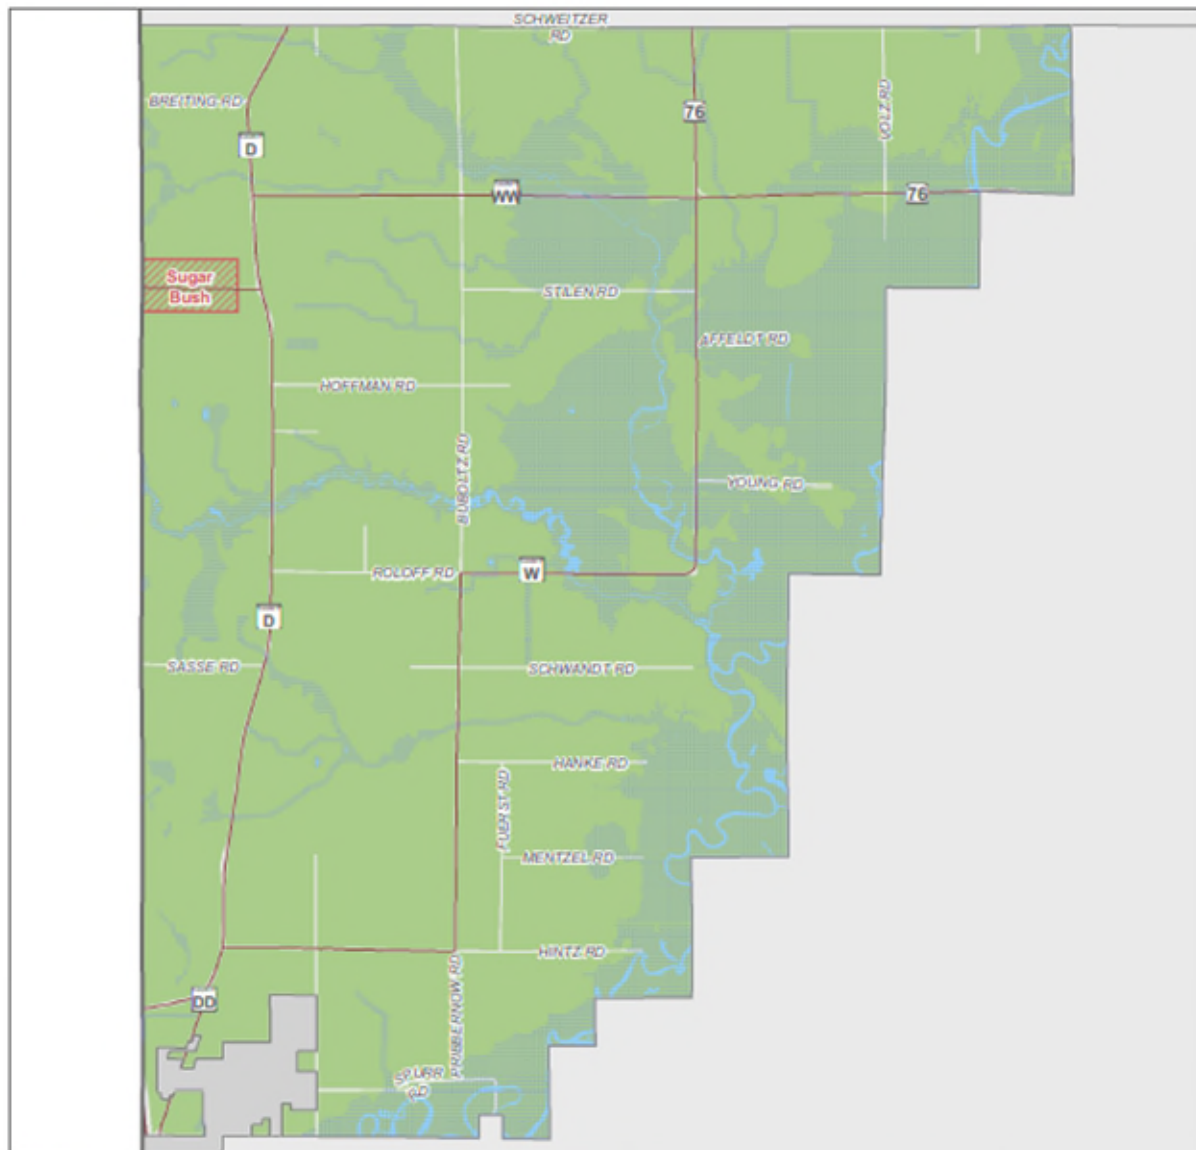 SCHWEITZER
RD
BREITING RD
76
VOLZ RD
D
WW
76
Sugar
Bush
STILEN RD
AFFELDT RD
HOFFMAN RD
BUBOLTZ RD
YOUNG RD
ROLOFF RD
W
D
SASSE RD
SCHWANDT RD
HANKE RD
FUERST RD
MENTZEL RD
HINTZ RD
PRIBBERNOW RD
DD
SPURR
RD